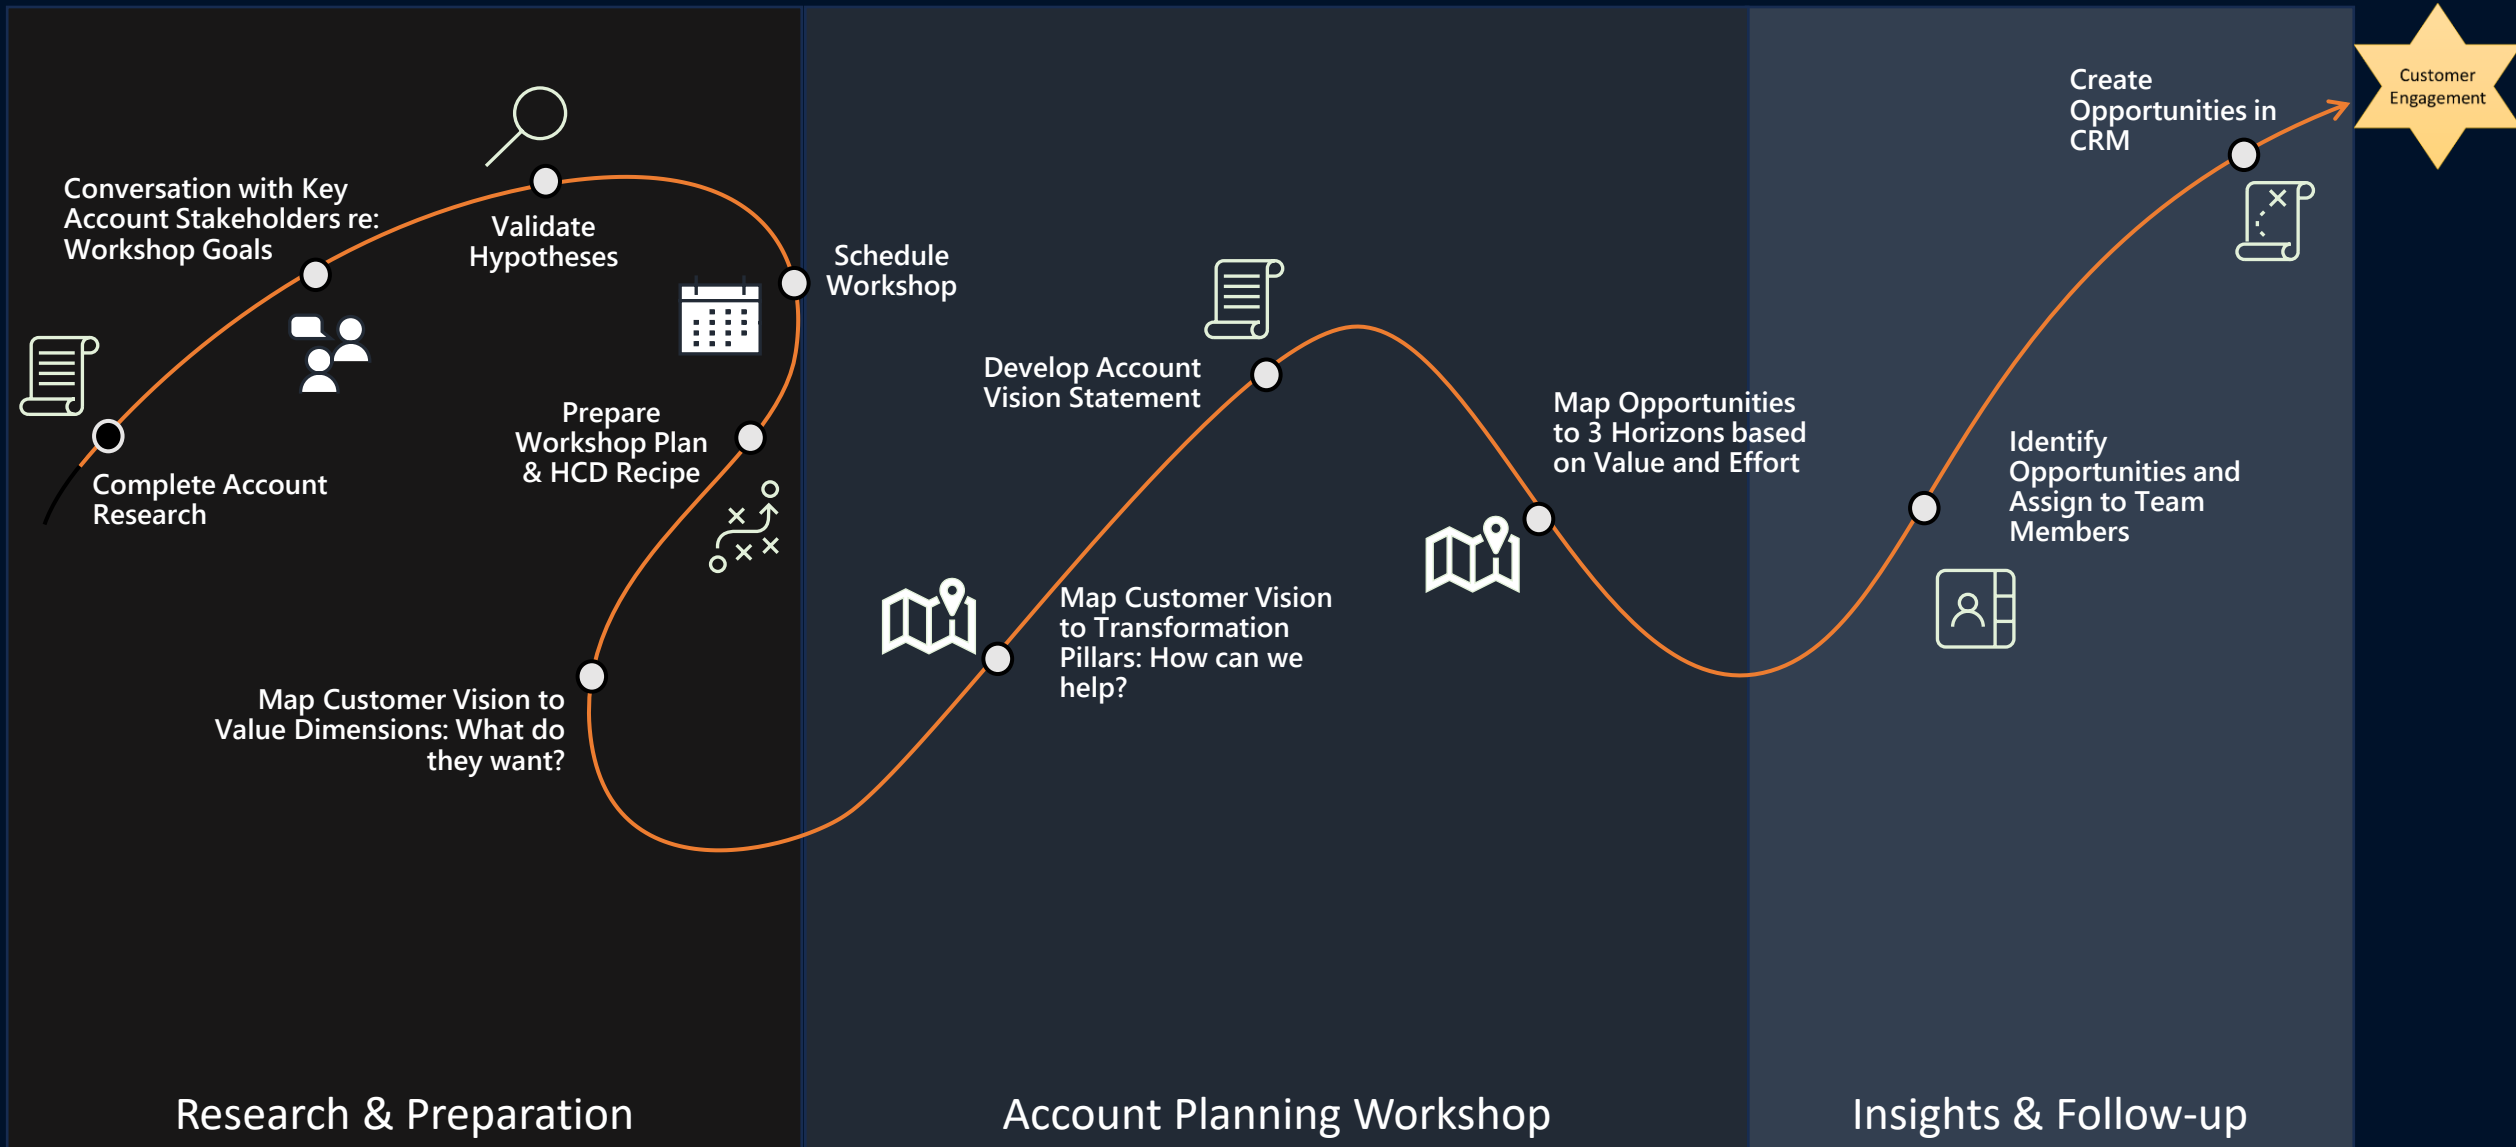 Conversation with Key
Account Stakeholders re:
Workshop Goals
Validate
Hypotheses
Schedule
Workshop
Complete Account
Research
Prepare
Workshop Plan
& HCD Recipe
Map Customer Vision to
Value Dimensions: What do
they want?
Develop Account
Vision Statement
Map Customer Vision
to Transformation
Pillars: How can we
help?
Map Opportunities
to 3 Horizons based
on Value and Effort
Identify
Opportunities and
Assign to Team
Members
Create
Opportunities in
CRM
Customer
Engagement
Research & Preparation
Account Planning Workshop
Insights & Follow-up